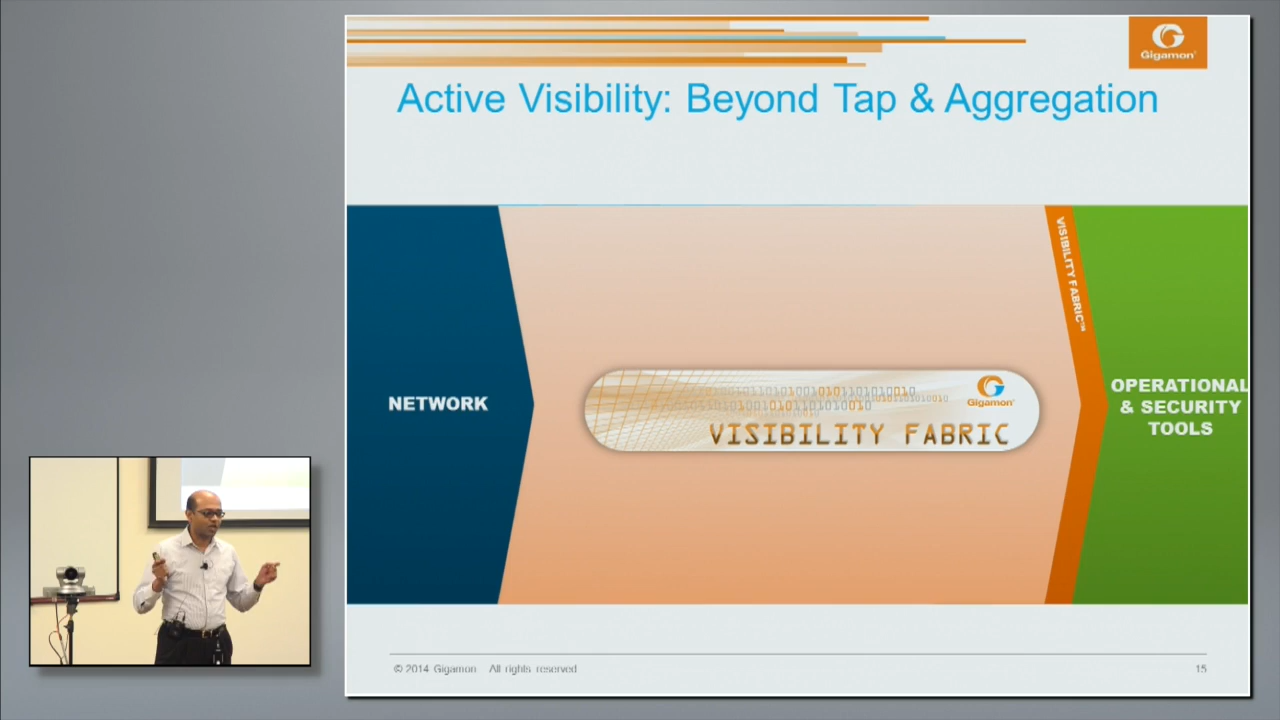 Gigamon®
Active Visibility: Beyond Tap & Aggregation
VISIBILITY FABRIC™
NETWORK
Gigamon®
VISIBILITY FABRIC
OPERATIONAL
& SECURITY
TOOLS
© 2014 Gigamon All rights reserved
15